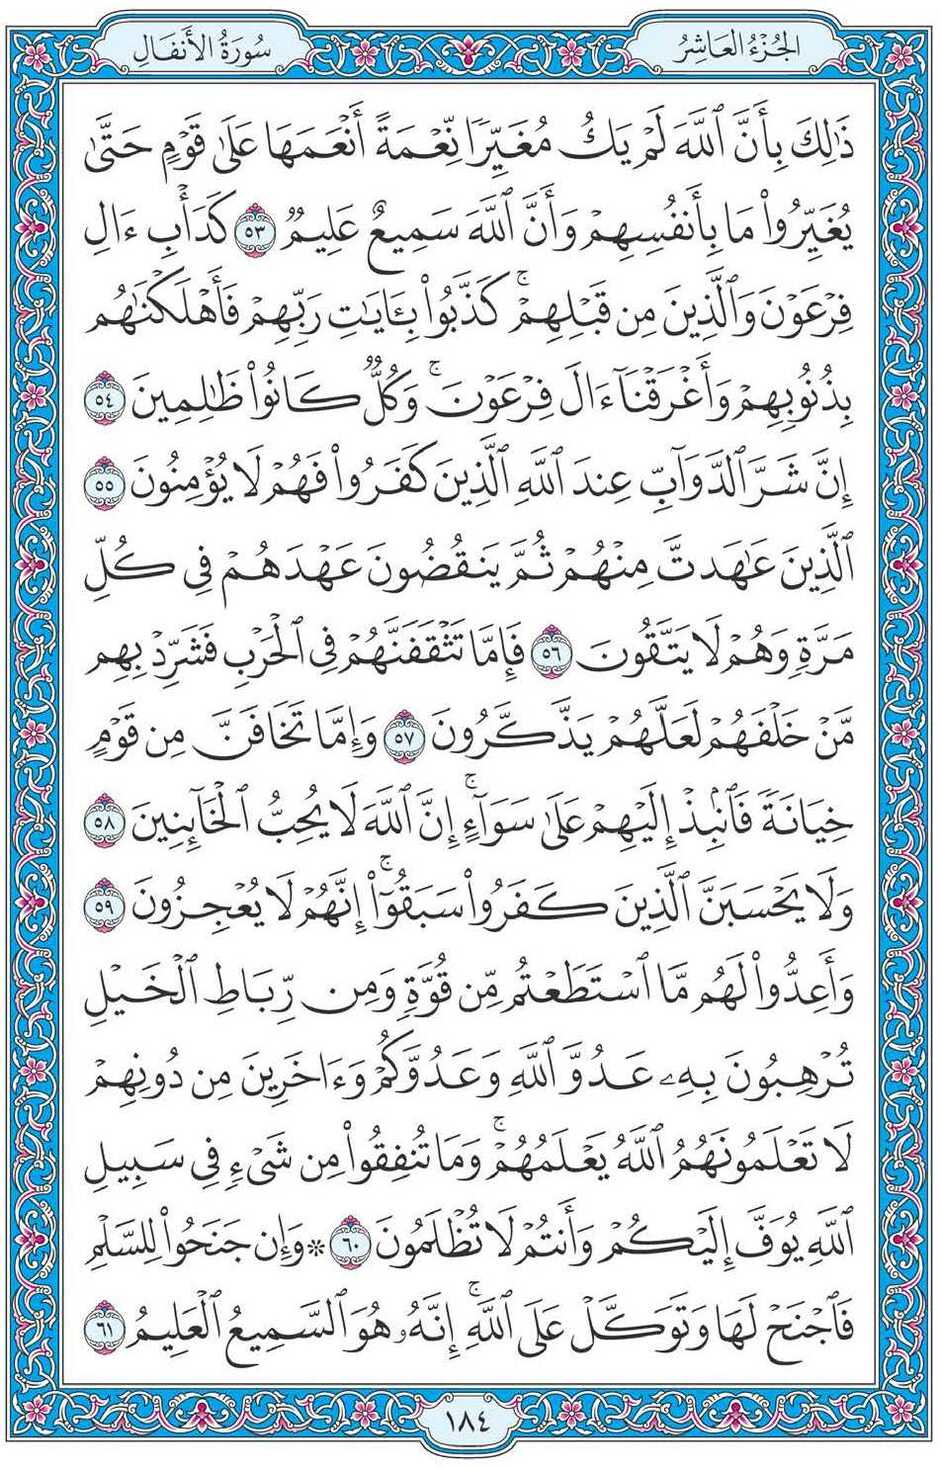 الجُزْءُ العَاشِرُ
سُورَةُ الأَنفَالِ
ذَٰلِكَ بِأَنَّ ٱللَّهَ لَمْ يَكُ مُغَيِّرٗا نِّعْمَةً أَنْعَمَهَا عَلَىٰ قَوْمٍ حَتَّىٰ
يُغَيِّرُواْ مَا بِأَنفُسِهِمْ وَأَنَّ ٱللَّهَ سَمِيعٌ عَلِيمٞ ٥٣ كَدَأْبِ ءَالِ
فِرْعَوْنَ وَٱلَّذِينَ مِن قَبْلِهِمْۚ كَذَّبُواْ بِـَٔايَٰتِ رَبِّهِمْ فَأَهْلَكْنَٰهُم
بِذُنُوبِهِمْ وَأَغْرَقْنَآ ءَالَ فِرْعَوْنَۚ وَكُلّٞ كَانُواْ ظَٰلِمِينَ ٥٤
إِنَّ شَرَّ ٱلدَّوَآبِّ عِندَ ٱللَّهِ ٱلَّذِينَ كَفَرُواْ فَهُمْ لَا يُؤْمِنُونَ ٥٥
ٱلَّذِينَ عَٰهَدتَّ مِنْهُمْ ثُمَّ يَنقُضُونَ عَهْدَهُمْ فِي كُلِّ
مَرَّةٖ وَهُمْ لَا يَتَّقُونَ ٥٦ فَإِمَّا تَثْقَفَنَّهُمْ فِي ٱلْحَرْبِ فَشَرِّدْ بِهِم
مَّنْ خَلْفَهُمْ لَعَلَّهُمْ يَذَّكَّرُونَ ٥٧ وَإِمَّا تَخَافَنَّ مِن قَوْمٍ
خِيَانَةٗ فَٱنۢبِذْ إِلَيْهِمْ عَلَىٰ سَوَآءٍۚ إِنَّ ٱللَّهَ لَا يُحِبُّ ٱلْخَآئِنِينَ ٥٨
وَلَا يَحْسَبَنَّ ٱلَّذِينَ كَفَرُواْ سَبَقُوٓاْۚ إِنَّهُمْ لَا يُعْجِزُونَ ٥٩
وَأَعِدُّواْ لَهُم مَّا ٱسْتَطَعْتُم مِّن قُوَّةٖ وَمِن رِّبَاطِ ٱلْخَيْلِ
تُرْهِبُونَ بِهِۦ عَدُوَّ ٱللَّهِ وَعَدُوَّكُمْ وَءَاخَرِينَ مِن دُونِهِمْ
لَا تَعْلَمُونَهُمُ ٱللَّهُ يَعْلَمُهُمْۚ وَمَا تُنفِقُواْ مِن شَيْءٖ فِي سَبِيلِ
ٱللَّهِ يُوَفَّ إِلَيْكُمْ وَأَنتُمْ لَا تُظْلَمُونَ ٦٠ ۞ وَإِن جَنَحُواْ لِلسَّلْمِ
فَٱجْنَحْ لَهَا وَتَوَكَّلْ عَلَى ٱللَّهِۚ إِنَّهُۥ هُوَ ٱلسَّمِيعُ ٱلْعَلِيمُ ٦١
١٨٤